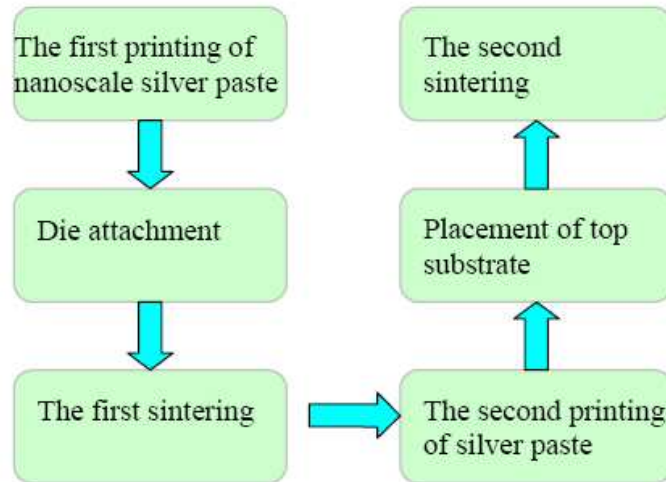 The first printing of
nanoscale silver paste
Die attachment
The first sintering
The second printing
of silver paste
Placement of top
substrate
The second
sintering